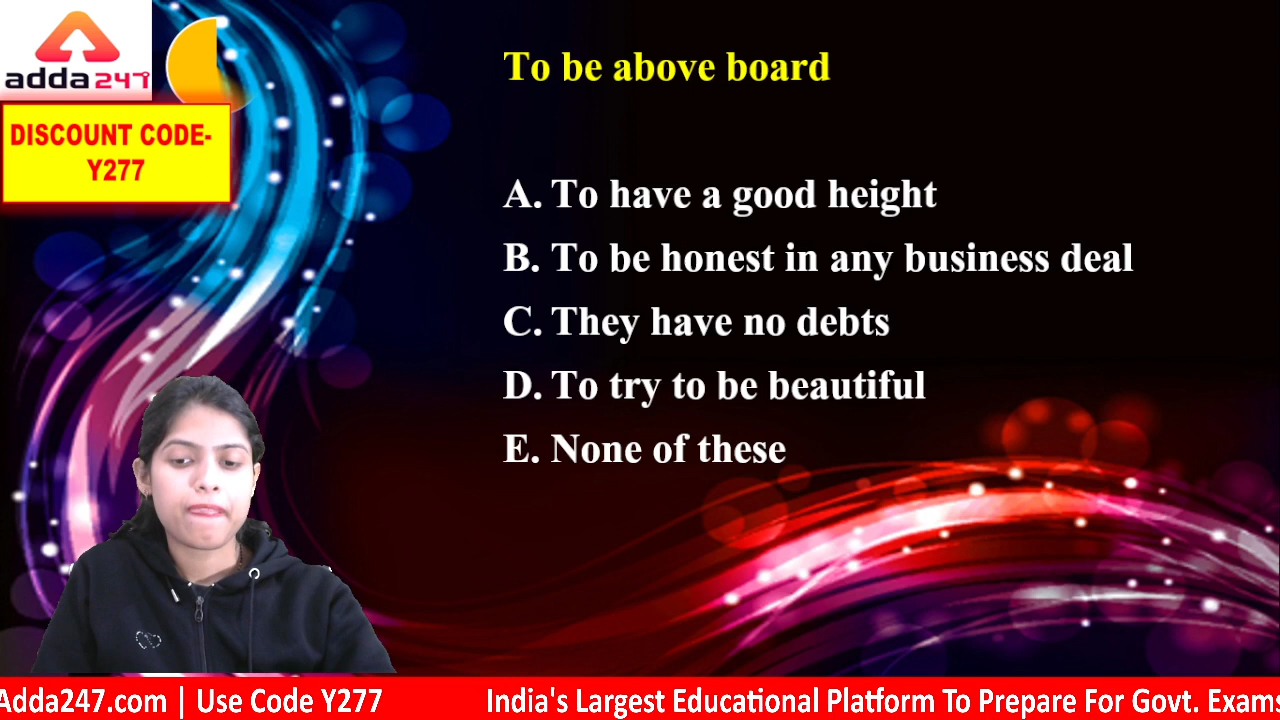 adda247
DISCOUNT CODE-
Y277
To be above board
A. To have a good height
B. To be honest in any business deal
C. They have no debts
D. To try to be beautiful
E. None of these
Adda247.com | Use Code Y277
India's Largest Educational Platform To Prepare For Govt. Exams